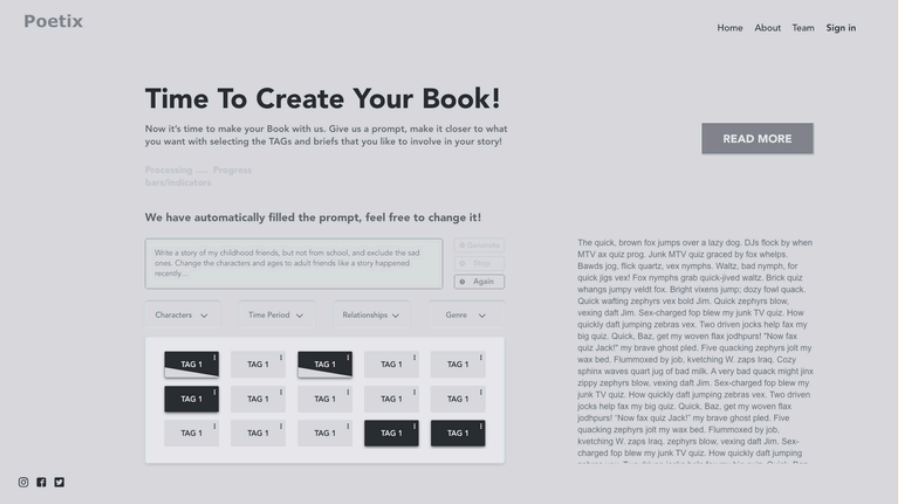 Poetix
Home About Team Sign in
Time To Create Your Book!
Now it's time to make your Book with us. Give us a prompt, make it closer to what
you want with selecting the TAGs and briefs that you like to involve in your story!
READ MORE
Processing .... Progress
bars/indicators
We have automatically filled the prompt, feel free to change it!
Write a story of my childhood friends, but not from school, and exclude the sad
ones. Change the characters and ages to adult friends like a story happened
recently...
Generate
Stop
Again
Characters Time Period Relationships Genre
TAG 1 TAG 1 TAG 1 TAG 1 TAG 1
TAG 1 TAG 1 TAG 1 TAG 1 TAG 1
TAG 1 TAG 1 TAG 1 TAG 1 TAG 1
The quick, brown fox jumps over a lazy dog. DJs flock by when
MTV ax quiz prog. Junk MTV quiz graced by fox whelps.
Bawds jog, flick quartz, vex nymphs. Waltz, bad nymph, for
quick jigs vex! Fox nymphs grab quick-jived waltz. Brick quiz
whangs jumpy veldt fox. Bright vixens jump; dozy fowl quack.
Quick wafting zephyrs vex bold Jim. Quick zephyrs blow,
vexing daft Jim. Sex-charged fop blew my junk TV quiz. How
quickly daft jumping zebras vex. Two driven jocks help fax my
big quiz. Quick, Baz, get my woven flax jodhpurs! "Now fax
quiz Jack!" my brave ghost pled. Five quacking zephyrs jolt my
wax bed. Flummoxed by job, kvetching W. zaps Iraq. Cozy
sphinx waves quart jug of bad milk. A very bad quack might jinx
zippy zephyrs blow, vexing daft Jim. Sex-charged fop blew my
junk TV quiz. How quickly daft jumping zebras vex. Two driven
jocks help fax my big quiz. Quick, Baz, get my woven flax
jodhpurs! "Now fax quiz Jack!" my brave ghost pled. Five
quacking zephyrs jolt my wax bed. Flummoxed by job,
kvetching W. zaps Iraq. zephyrs blow, vexing daft Jim. Sex-
charged fop blew my junk TV quiz. How quickly daft jumping